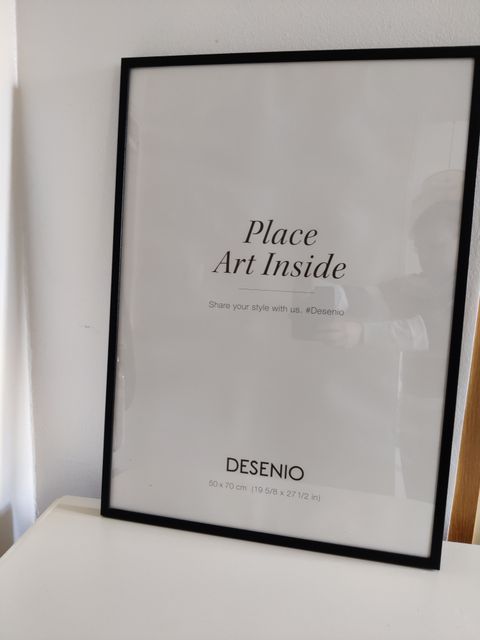 Place
Art Inside
Share your style with us. #Desenio
DESENIO
50 x 70 cm (19 5/8 x 27 1/2 in)